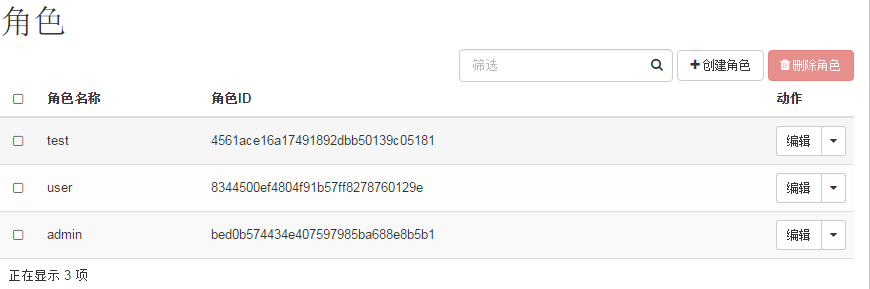 角色
筛选 创建角色 删除角色
角色名称 角色ID 动作
test 4561ace16a17491892dbb50139c05181 编辑
user 8344500ef4804f91b57ff8278760129e 编辑
admin bed0b574434e407597985ba688e8b5b1 编辑
正在显示 3 项